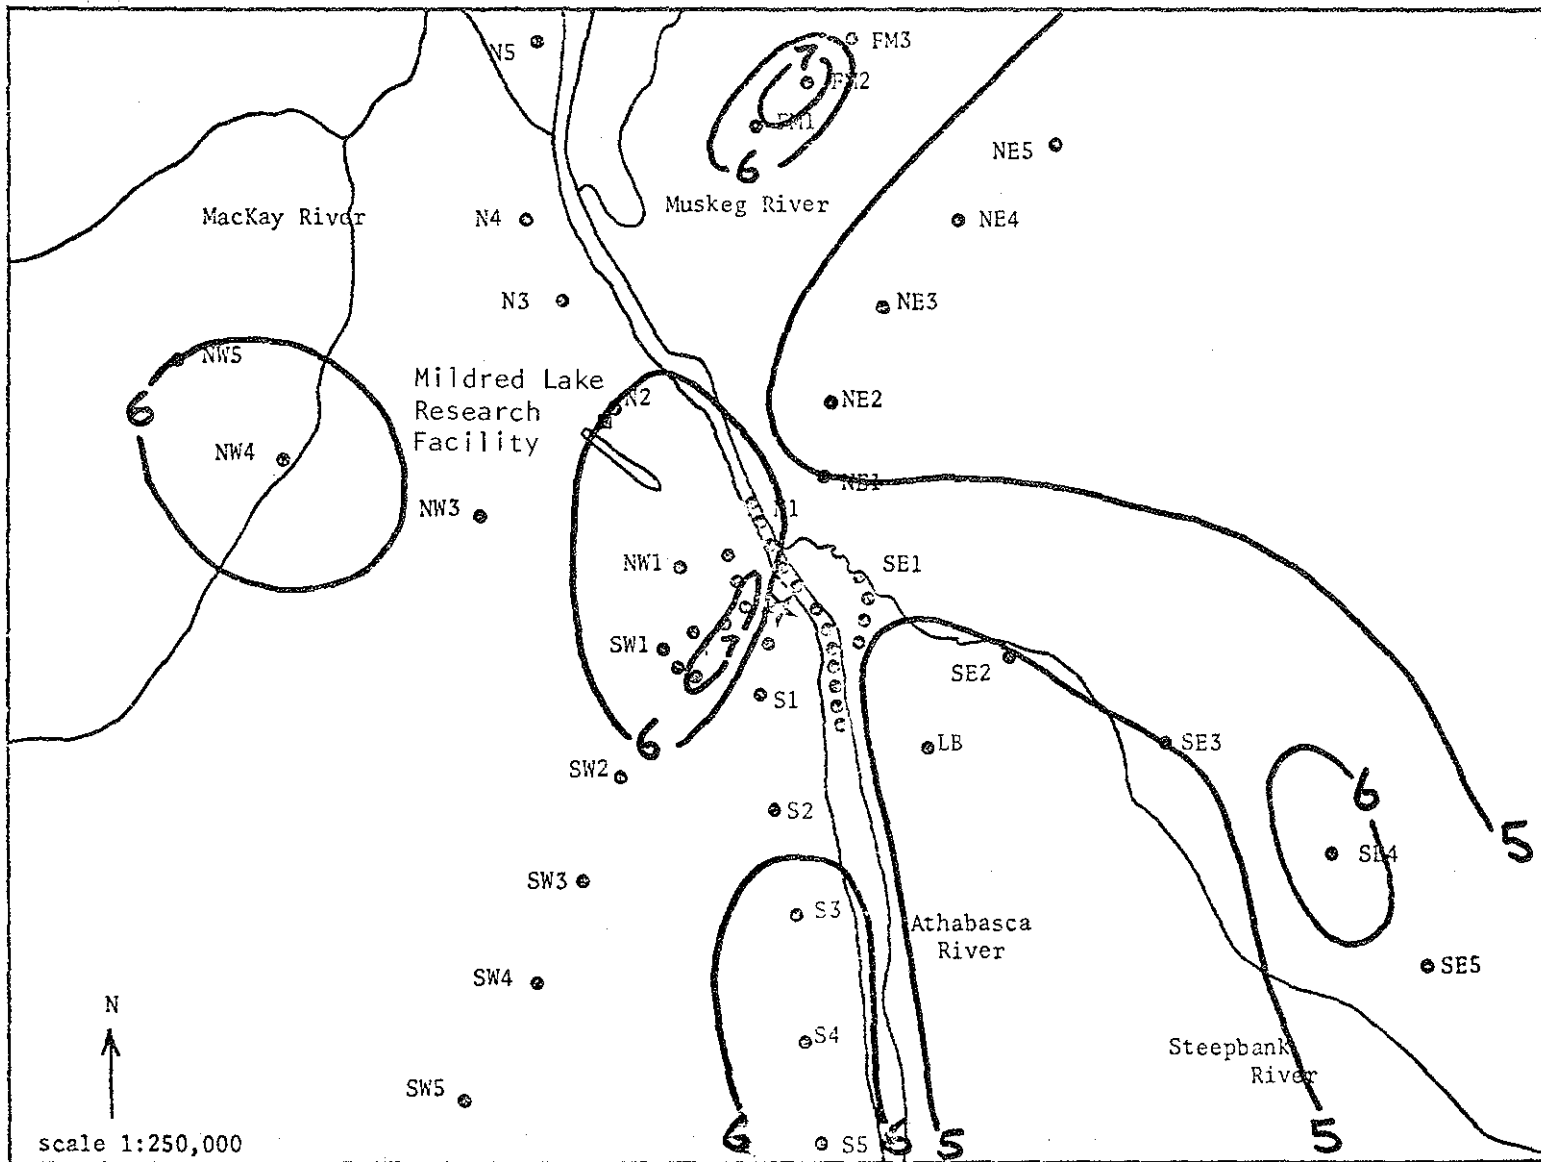 N5
FM3
7
FM2
FM1
6
NE5
MacKay River
N4
Muskeg River
NE4
N3
NE3
NW5
Mildred Lake
Research
Facility
N2
NE2
6
NW4
NW3
NE1
N1
NW1
SE1
SW1
7
SE2
S1
6
LB
SE3
SW2
6
S2
5
SE4
SW3
S3
Athabasca
River
SE5
SW4
N
S4
Steepbank
River
SW5
scale 1:250,000
6
S5
6
5
5